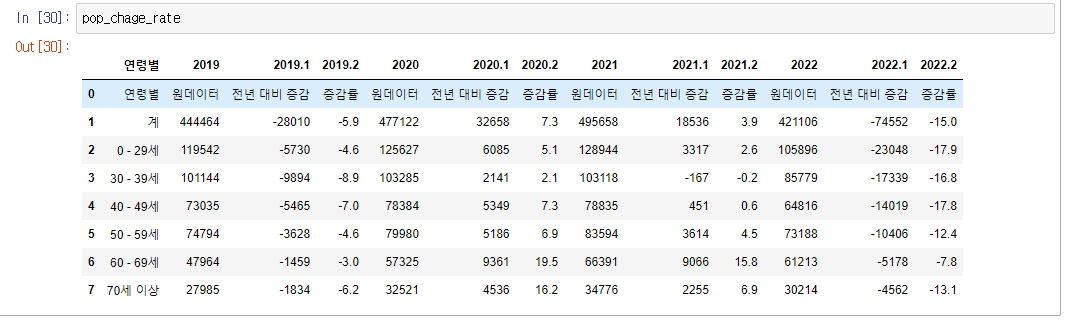 In [30]: pop_chage_rate
Out[30]:
연령별 2019 2019.1 2019.2 2020 2020.1 2020.2 2021 2021.1 2021.2 2022 2022.1 2022.2
0 연령별 원데이터 전년 대비 증감 증감률 원데이터 전년 대비 증감 증감률 원데이터 전년 대비 증감 증감률 원데이터 전년 대비 증감 증감률
1 계 444464 -28010 -5.9 477122 32658 7.3 495658 18536 3.9 421106 -74552 -15.0
2 0 - 29세 119542 -5730 -4.6 125627 6085 5.1 128944 3317 2.6 105896 -23048 -17.9
3 30 - 39세 101144 -9894 -8.9 103285 2141 2.1 103118 -167 -0.2 85779 -17339 -16.8
4 40 - 49세 73035 -5465 -7.0 78384 5349 7.3 78835 451 0.6 64816 -14019 -17.8
5 50 - 59세 74794 -3628 -4.6 79980 5186 6.9 83594 3614 4.5 73188 -10406 -12.4
6 60 - 69세 47964 -1459 -3.0 57325 9361 19.5 66391 9066 15.8 61213 -5178 -7.8
7 70세 이상 27985 -1834 -6.2 32521 4536 16.2 34776 2255 6.9 30214 -4562 -13.1